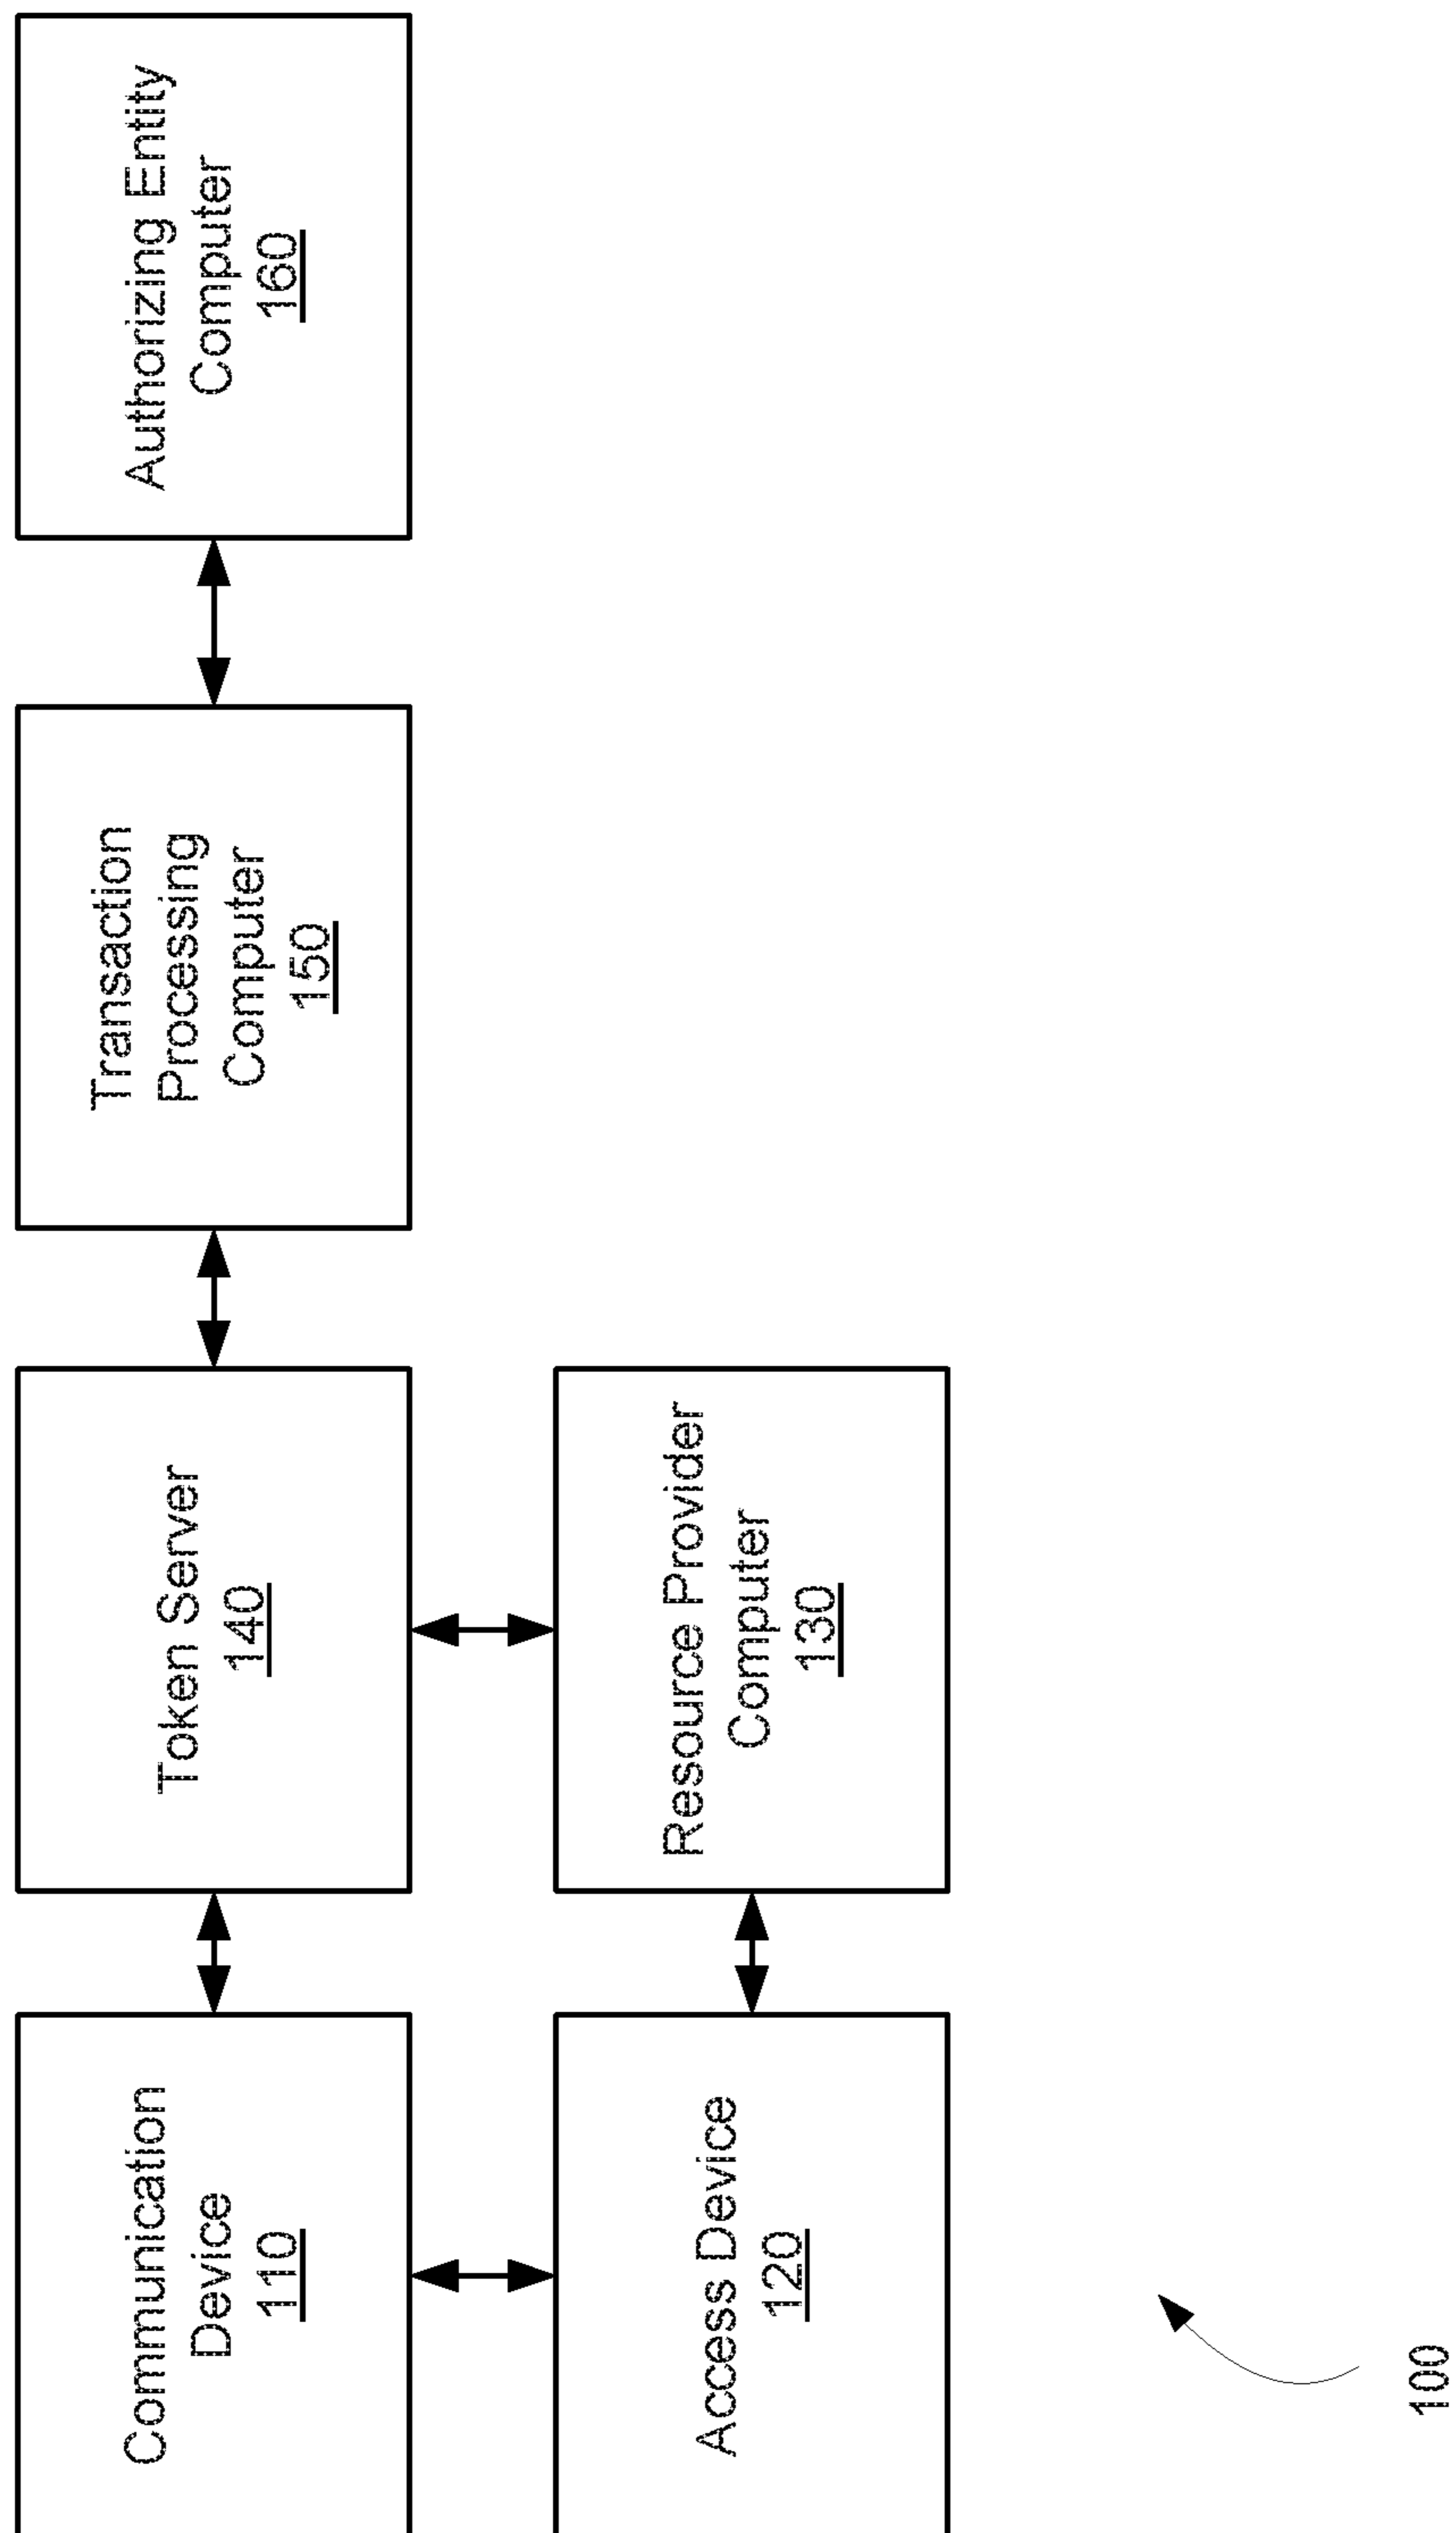 Communication
Device
110
Token Server
140
Transaction
Processing
Computer
150
Authorizing Entity
Computer
160
Access Device
120
Resource Provider
Computer
130
100